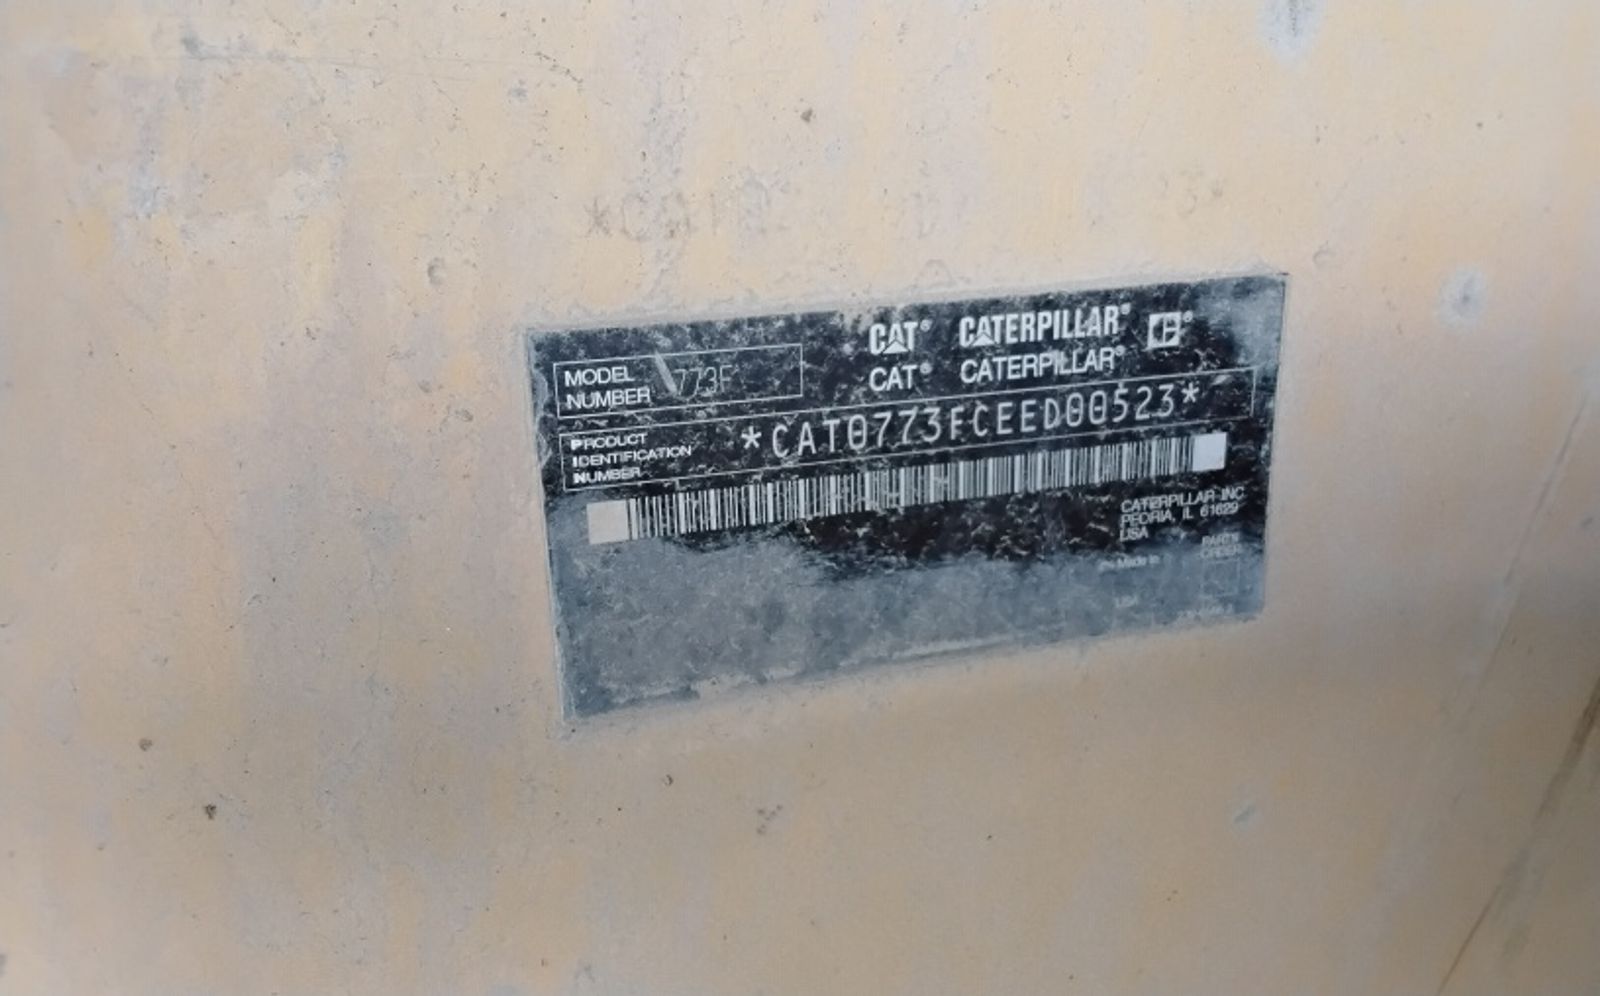 CAT® CATERPILLAR®
CAT® CATERPILLAR®
MODEL NUMBER 773F
PRODUCT IDENTIFICATION NUMBER *CAT0773FCEED00523*
CATERPILLAR INC
PEORIA, IL 61629
USA
PARTS
ORDER
Made in
USA